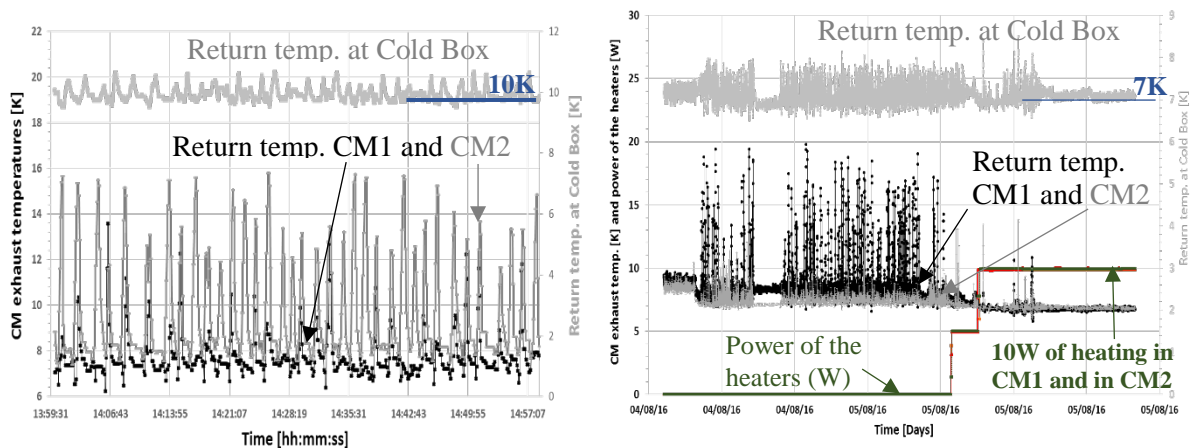 22
20
18
16
14
12
10
8
6
CM exhaust temperatures [K]
Return temp. at Cold Box
10K
Return temp. CM1 and CM2
12
10
8
6
4
2
0
Return temp. at Cold Box [K]
13:59:31 14:06:43 14:13:55 14:21:07 14:28:19 14:35:31 14:42:43 14:49:55 14:57:07
Time [hh:mm:ss]
30
25
20
15
10
5
0
CM exhaust temp. [K] and power of the heaters [W]
Return temp. at Cold Box
7K
Return temp.
CM1 and CM2
Power of the
heaters (W)
10W of heating in
CM1 and in CM2
9
8
7
6
5
4
3
2
1
0
Return temp. at Cold Box [K]
04/08/16 04/08/16 04/08/16 05/08/16 05/08/16 05/08/16 05/08/16 05/08/16
Time [Days]